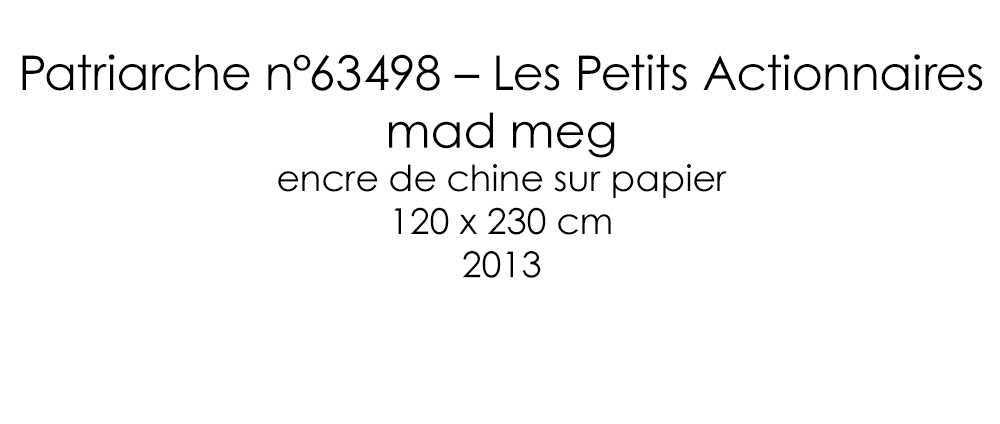 Patriarche n°63498 – Les Petits Actionnaires
mad meg
encre de chine sur papier
120 x 230 cm
2013